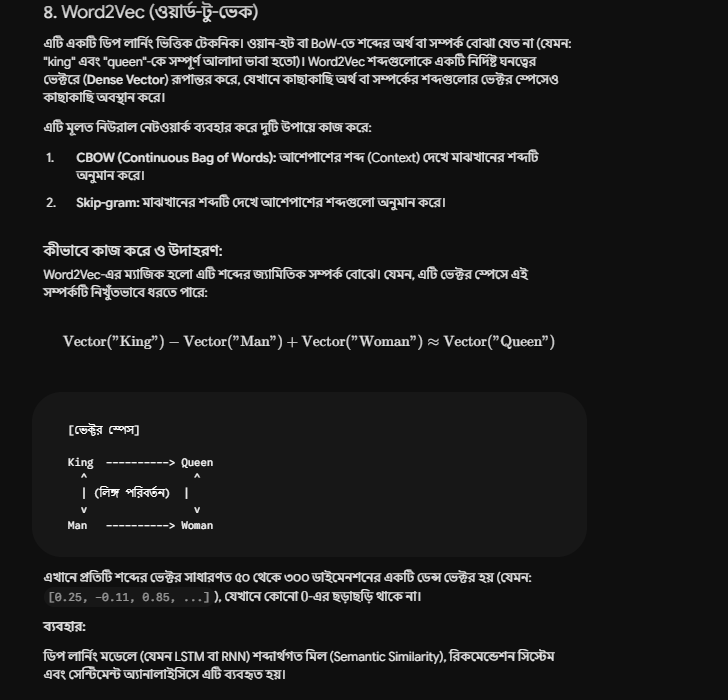 ৪. Word2Vec (ওয়ার্ড-টু-ভেক)
এটি একটি ডিপ লার্নিং ভিত্তিক টেকনিক। ওয়ান-হট বা BoW-তে শব্দের অর্থ বা সম্পর্ক বোঝা যেত না (যেমন:
"king" এবং "queen"-কে সম্পূর্ণ আলাদা ভাবা হতো)। Word2Vec শব্দগুলোকে একটি নির্দিষ্ট ঘনত্বের
ভেক্টরে (Dense Vector) রূপান্তর করে, যেখানে কাছাকাছি অর্থ বা সম্পর্কের শব্দগুলোর ভেক্টর স্পেসেও
কাছাকাছি অবস্থান করে।
এটি মূলত নিউরাল নেটওয়ার্ক ব্যবহার করে দুটি উপায়ে কাজ করে:
1. CBOW (Continuous Bag of Words): আশেপাশের শব্দ (Context) দেখে মাঝখানের শব্দটি
অনুমান করে।
2. Skip-gram: মাঝখানের শব্দটি দেখে আশেপাশের শব্দগুলো অনুমান করে।
কীভাবে কাজ করে ও উদাহরণ:
Word2Vec-এর ম্যাজিক হলো এটি শব্দের জ্যামিতিক সম্পর্ক বোঝে। যেমন, এটি ভেক্টর স্পেসে এই
সম্পর্কটি নিখুঁতভাবে ধরতে পারে:
Vector("King") − Vector("Man") + Vector("Woman") ≈ Vector("Queen")
[ভেক্টর স্পেস]
King ----------> Queen
^ ^
| (লিঙ্গ পরিবর্তন) |
v v
Man ----------> Woman
এখানে প্রতিটি শব্দের ভেক্টর সাধারণত ৫০ থেকে ৩০০ ডাইমেনশনের একটি ডেন্স ভেক্টর হয় (যেমন:
[0.25, -0.11, 0.85, ...] ), যেখানে কোনো 0-এর ছড়াছড়ি থাকে না।
ব্যবহার:
ডিপ লার্নিং মডেলে (যেমন LSTM বা RNN) শব্দার্থগত মিল (Semantic Similarity), রিকমেন্ডেশন সিস্টেম
এবং সেন্টিমেন্ট অ্যানালাইসিসে এটি ব্যবহৃত হয়।